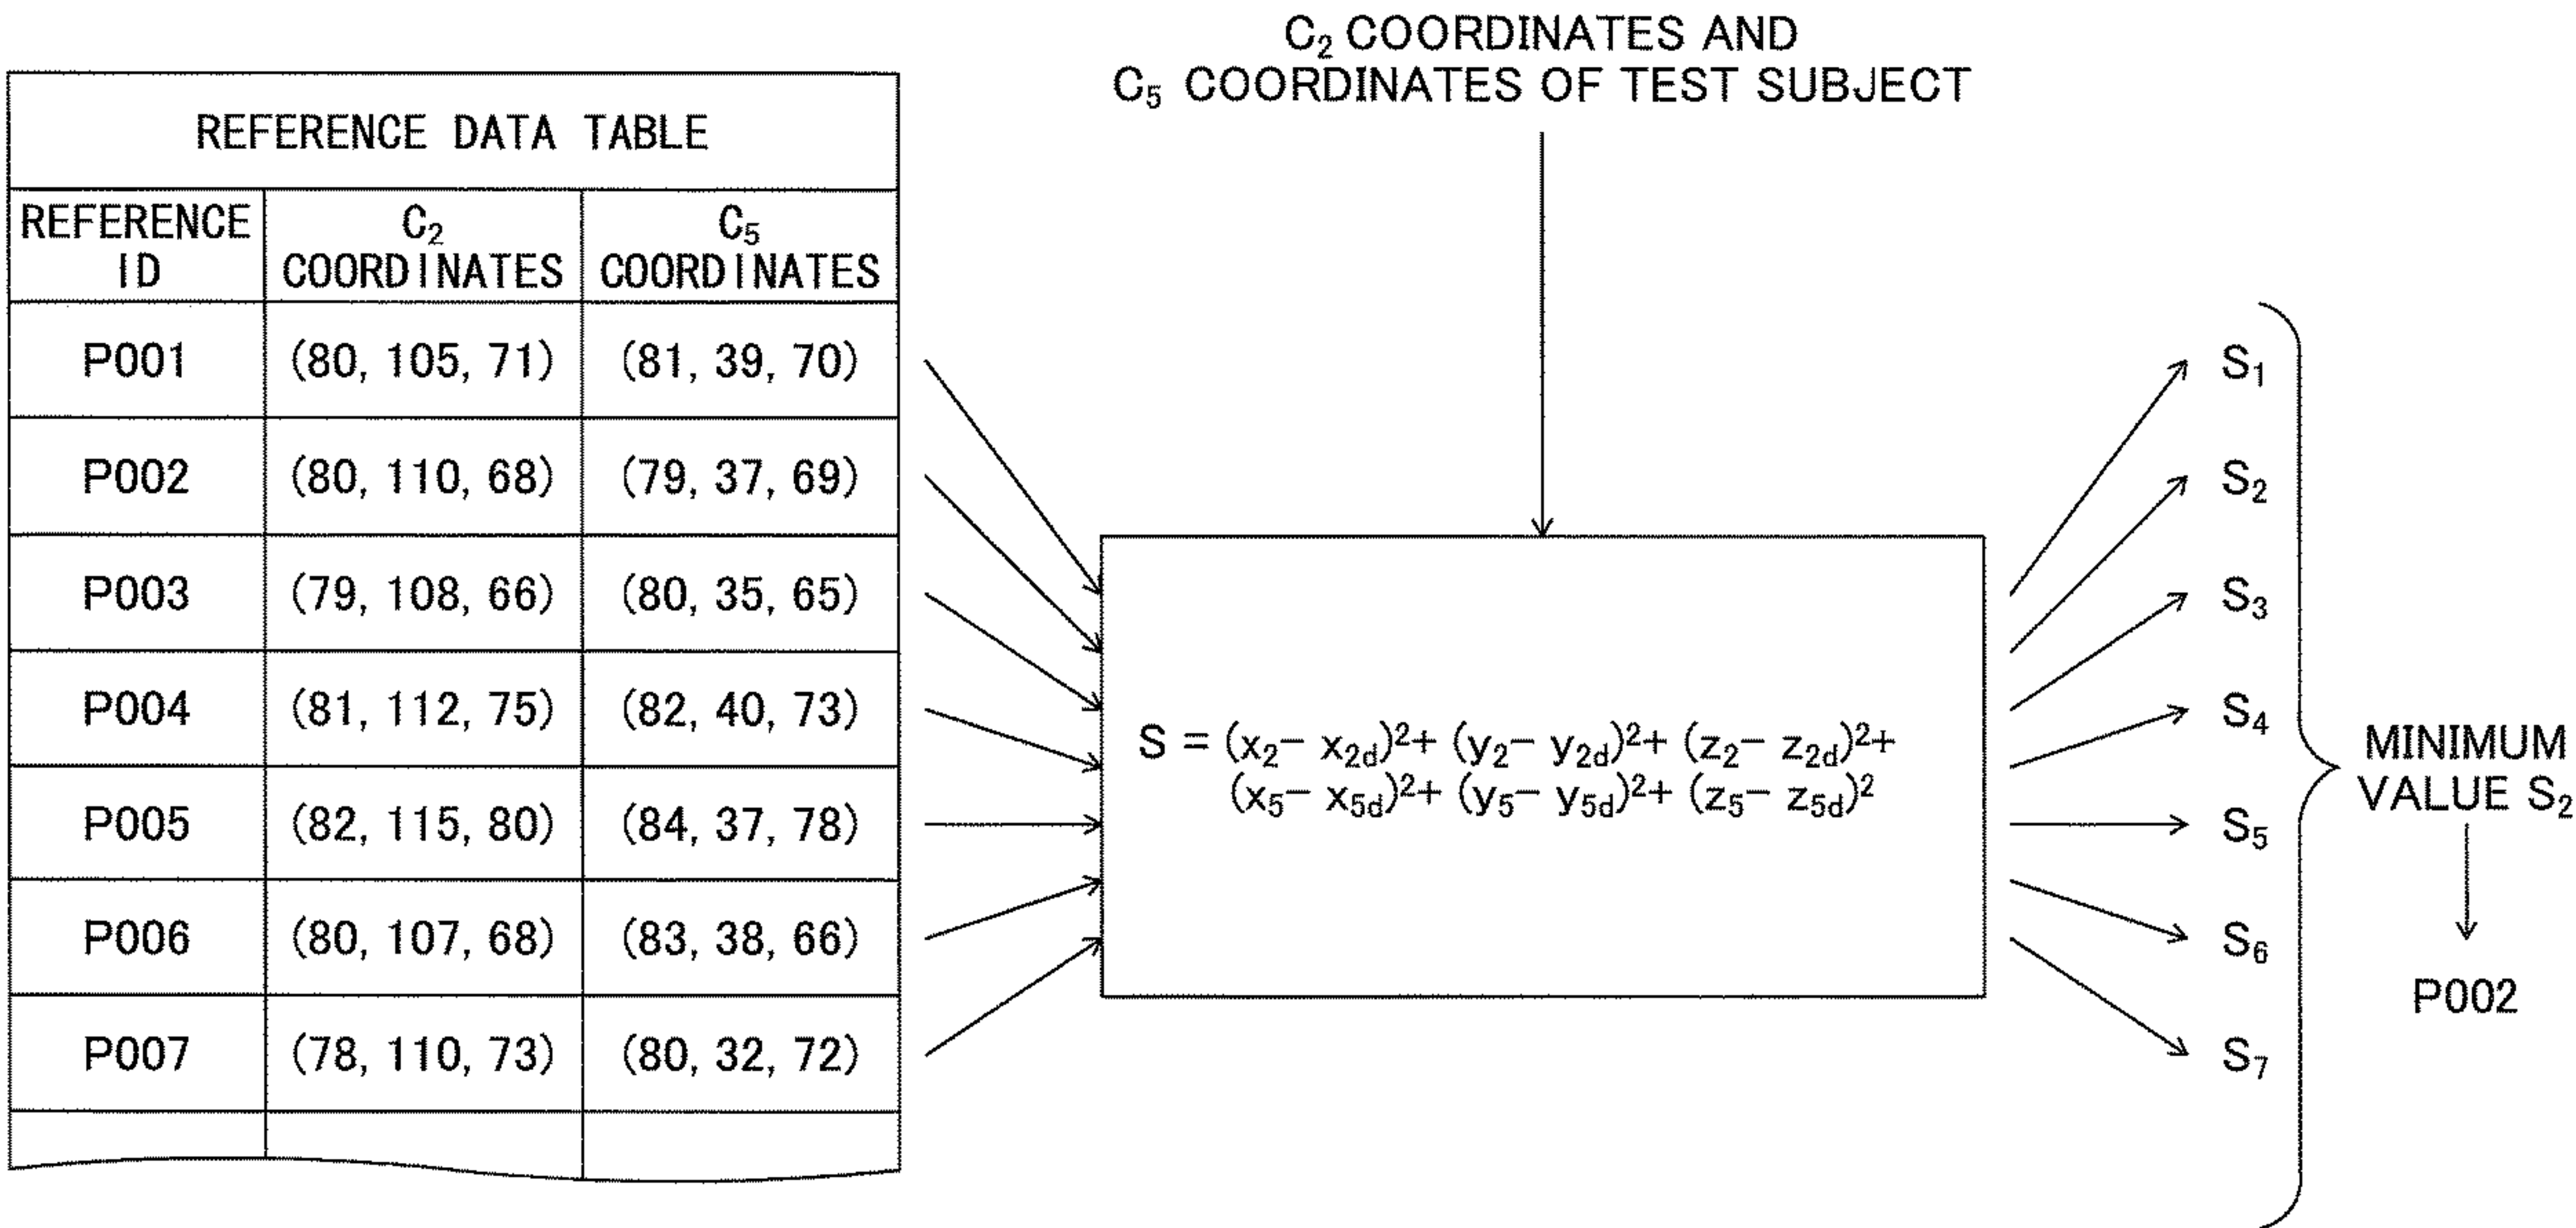 C₂ COORDINATES AND
C₅ COORDINATES OF TEST SUBJECT
REFERENCE DATA TABLE
REFERENCE ID C₂ COORDINATES C₅ COORDINATES
P001 (80, 105, 71) (81, 39, 70)
P002 (80, 110, 68) (79, 37, 69)
P003 (79, 108, 66) (80, 35, 65)
P004 (81, 112, 75) (82, 40, 73)
P005 (82, 115, 80) (84, 37, 78)
P006 (80, 107, 68) (83, 38, 66)
P007 (78, 110, 73) (80, 32, 72)
S = (x₂− x₂d)²+ (y₂− y₂d)²+ (z₂− z₂d)²+
(x₅− x₅d)²+ (y₅− y₅d)²+ (z₅− z₅d)²
S₁
S₂
S₃
S₄
S₅
S₆
S₇
MINIMUM
VALUE S₂
P002